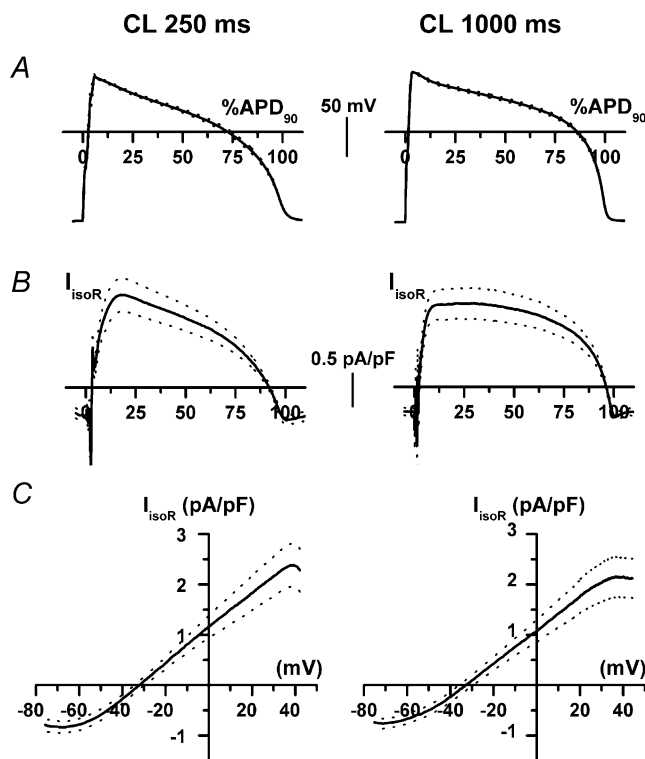 CL 250 ms CL 1000 ms
A
%APD90 50 mV %APD90
0 25 50 75 100 0 25 50 75 100
B
IisoR IisoR
0.5 pA/pF
0 25 50 75 100 0 25 50 75 100
C
IisoR (pA/pF) IisoR (pA/pF)
3 3
2 2
1 1
(mV) (mV)
-80 -60 -40 -20 0 20 40 -80 -60 -40 -20 0 20 40
-1 -1